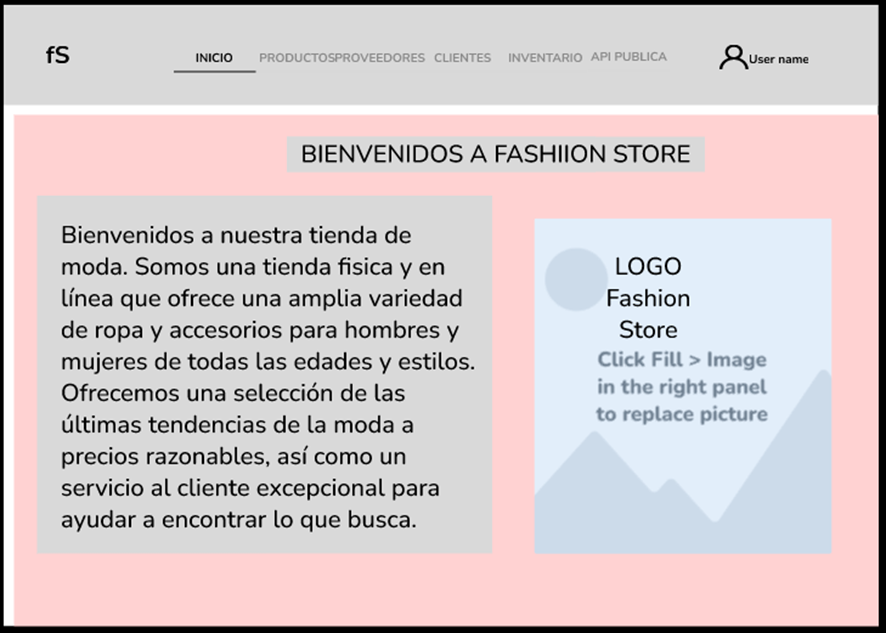 fS
INICIO PRODUCTOS PROVEEDORES CLIENTES INVENTARIO API PUBLICA User name
BIENVENIDOS A FASHIION STORE
Bienvenidos a nuestra tienda de
moda. Somos una tienda fisica y en
línea que ofrece una amplia variedad
de ropa y accesorios para hombres y
mujeres de todas las edades y estilos.
Ofrecemos una selección de las
últimas tendencias de la moda a
precios razonables, así como un
servicio al cliente excepcional para
ayudar a encontrar lo que busca.
LOGO
Fashion
Store
Click Fill > Image
in the right panel
to replace picture